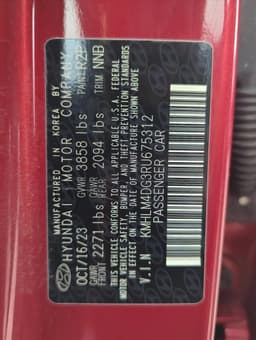 MANUFACTURED IN KOREA BY
HYUNDAI MOTOR COMPANY
PAINT R2P
OCT/16/23 GVWR 3858 lbs TRIM NNB
GAWR FRONT 2271 lbs GAWR REAR 2094 lbs
THIS VEHICLE CONFORMS TO ALL APPLICABLE U.S. FEDERAL
MOTOR VEHICLE SAFETY, BUMPER, AND THEFT PREVENTION
STANDARDS IN EFFECT ON THE DATE OF MANUFACTURE
SHOWN ABOVE.
V.I.N KMHLM4DG3RU675312
PASSENGER CAR